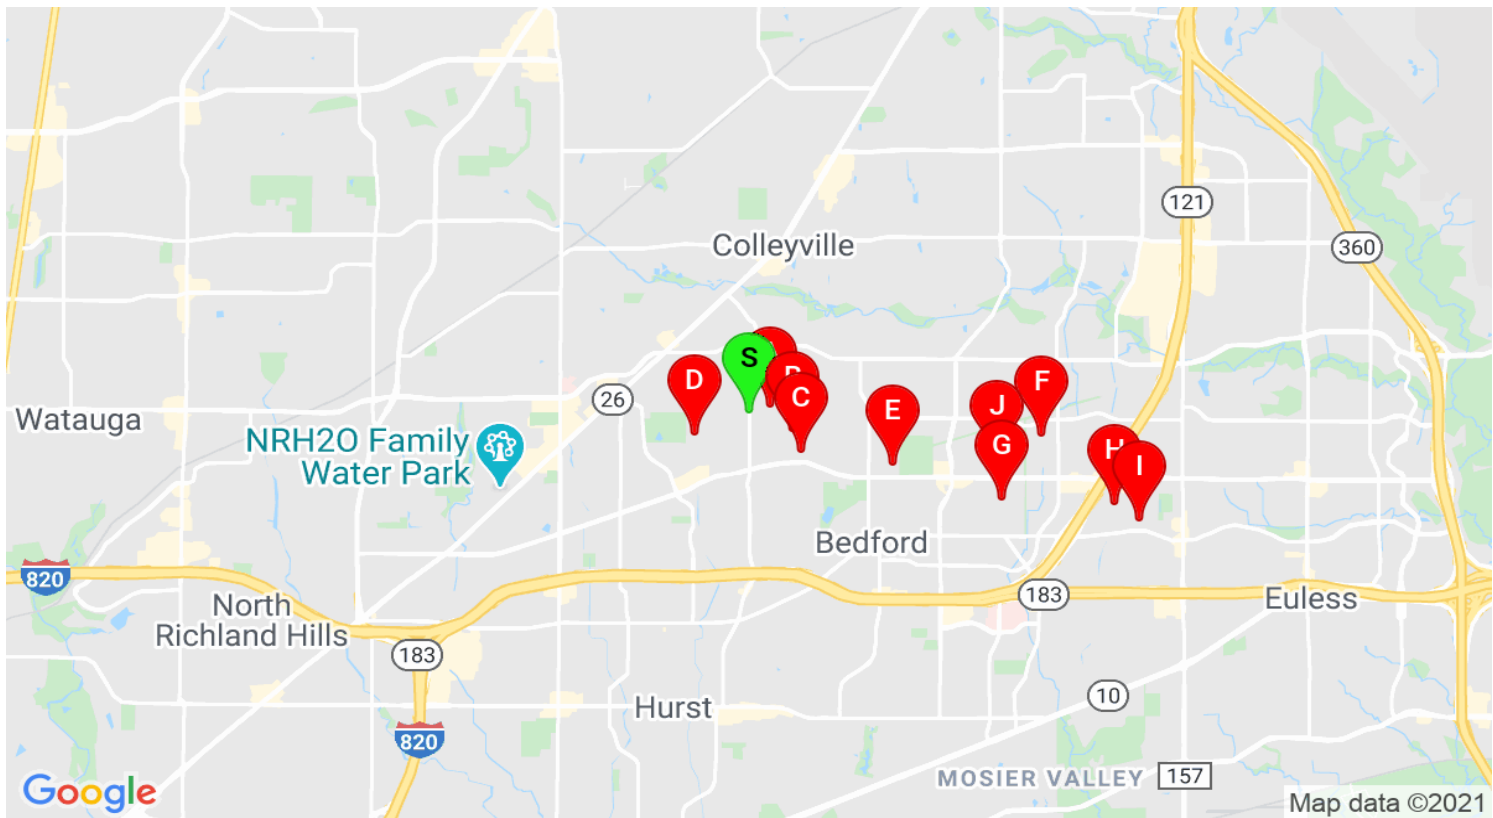 121
Colleyville
360
S
D
C
F
26
J
E
Watauga
NRH2O Family
Water Park
G
H
I
Bedford
820
183
North
Richland Hills
Euless
183
10
Hurst
820
MOSIER VALLEY
157
Google
Map data ©2021